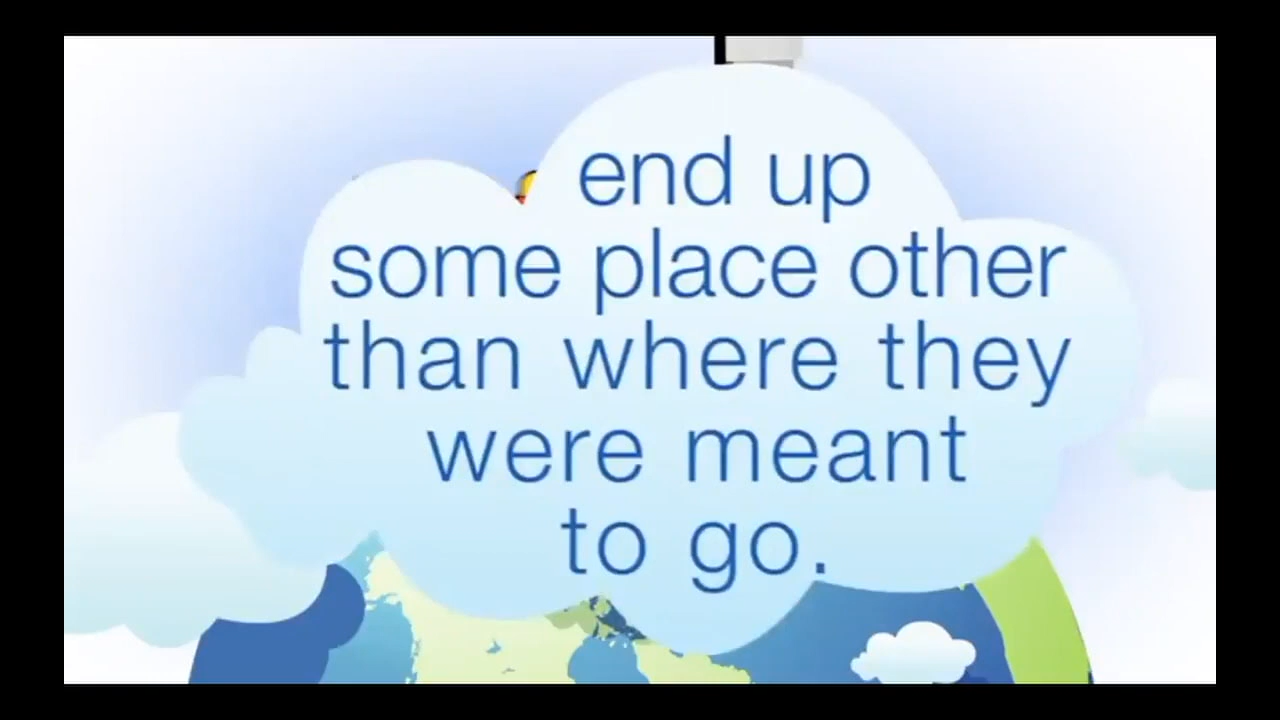 end up
some place other
than where they
were meant
to go.